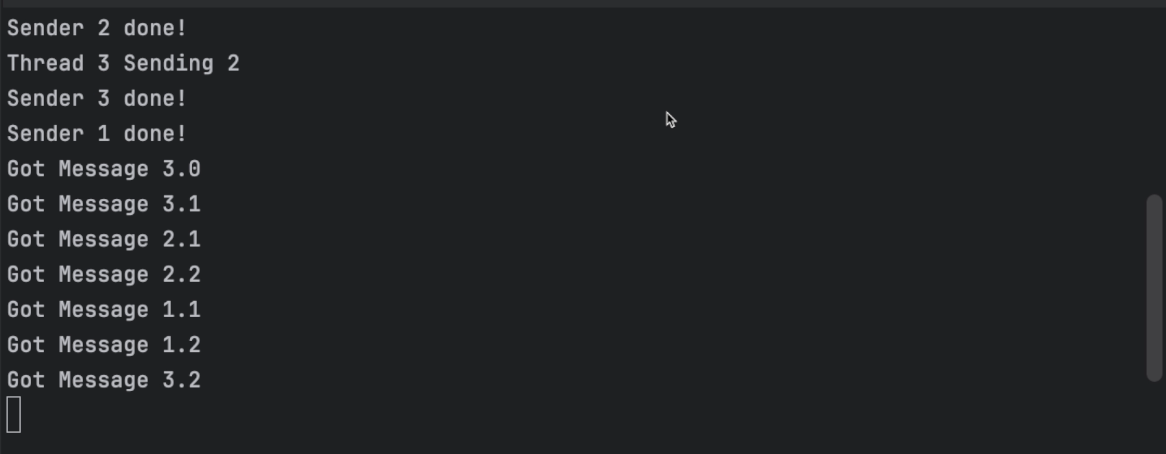 Sender 2 done!
Thread 3 Sending 2
Sender 3 done!
Sender 1 done!
Got Message 3.0
Got Message 3.1
Got Message 2.1
Got Message 2.2
Got Message 1.1
Got Message 1.2
Got Message 3.2